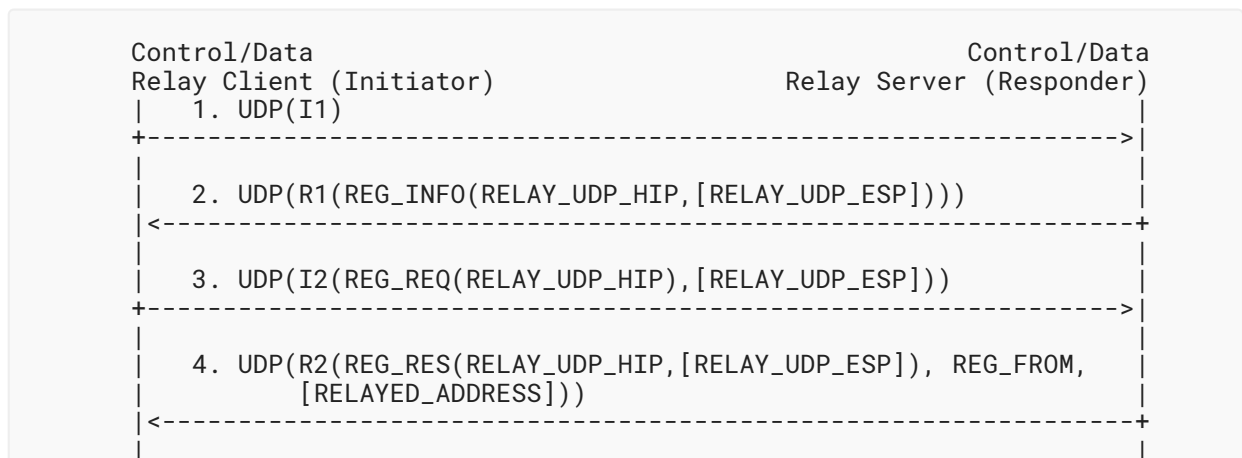 Control/Data                                           Control/Data
Relay Client (Initiator)                   Relay Server (Responder)
|   1. UDP(I1)                                                     |
+---------------------------------------------------------------->|
|                                                                  |
|   2. UDP(R1(REG_INFO(RELAY_UDP_HIP,[RELAY_UDP_ESP])))            |
|<----------------------------------------------------------------+
|                                                                  |
|   3. UDP(I2(REG_REQ(RELAY_UDP_HIP),[RELAY_UDP_ESP]))             |
+---------------------------------------------------------------->|
|                                                                  |
|   4. UDP(R2(REG_RES(RELAY_UDP_HIP,[RELAY_UDP_ESP]), REG_FROM,    |
|          [RELAYED_ADDRESS]))                                     |
|<----------------------------------------------------------------+
|                                                                  |